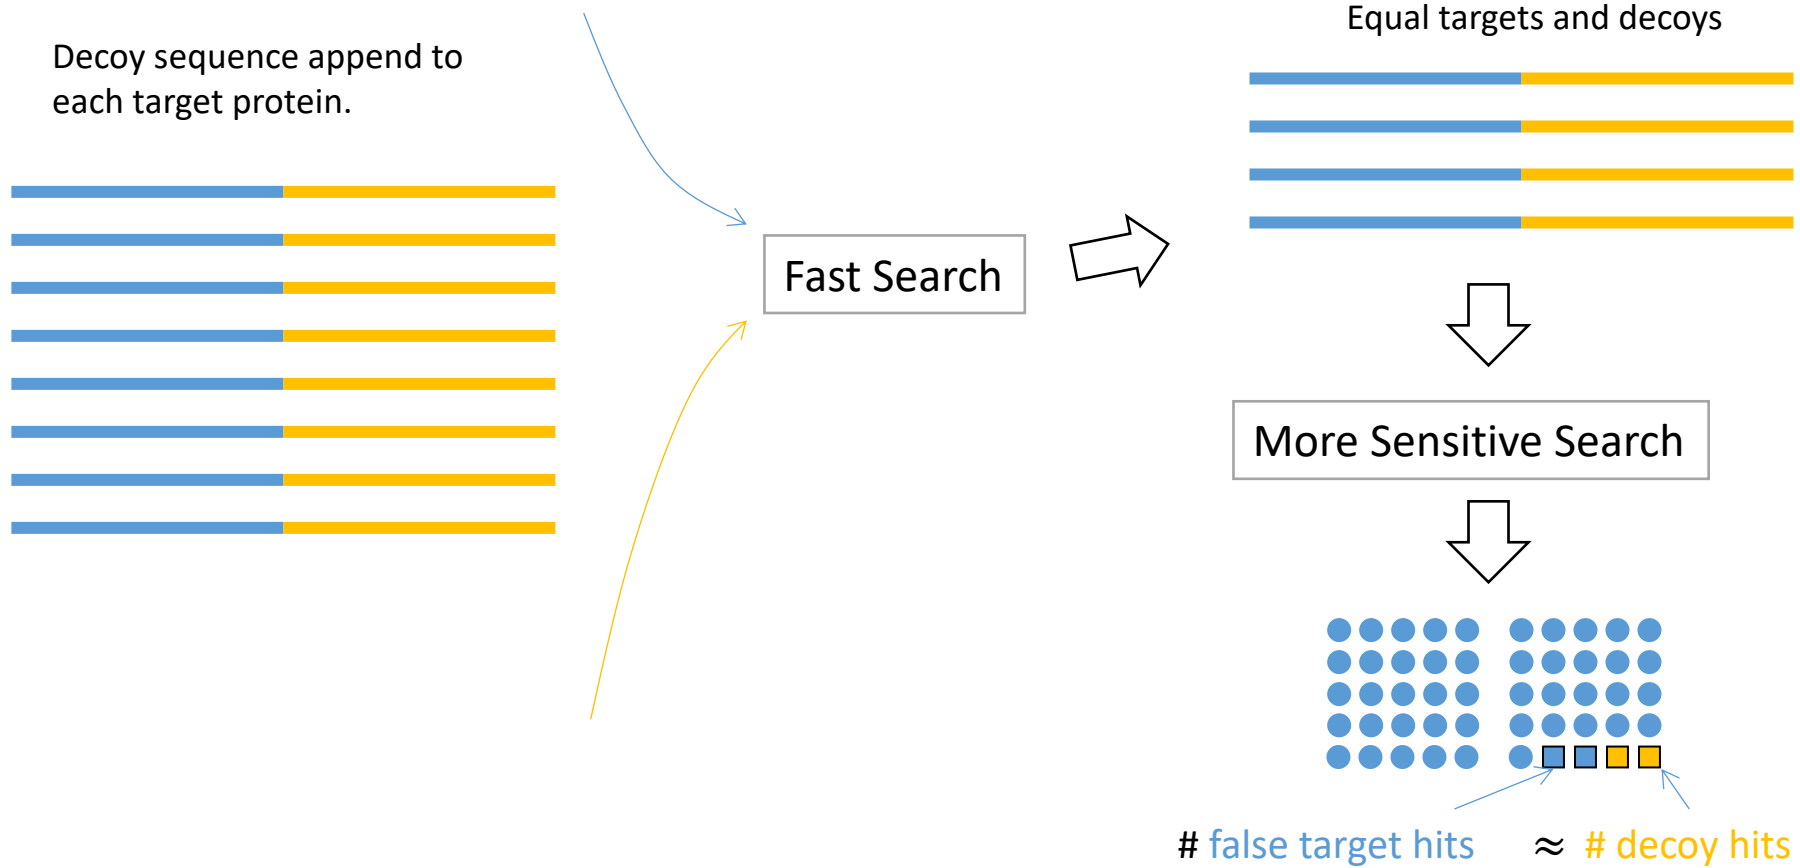 Decoy sequence append to
each target protein.
Fast Search
Equal targets and decoys
More Sensitive Search
# false target hits ≈ # decoy hits